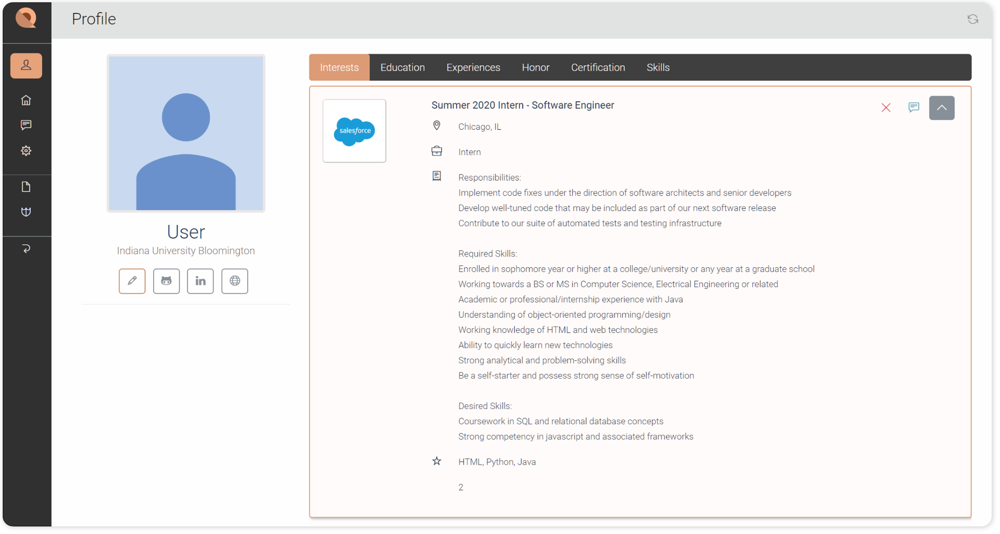 Profile
Interests Education Experiences Honor Certification Skills
User
Indiana University Bloomington
in
salesforce
Summer 2020 Intern - Software Engineer
Chicago, IL
Intern
Responsibilities:
Implement code fixes under the direction of software architects and senior developers
Develop well-tuned code that may be included as part of our next software release
Contribute to our suite of automated tests and testing infrastructure
Required Skills:
Enrolled in sophomore year or higher at a college/university or any year at a graduate school
Working towards a BS or MS in Computer Science, Electrical Engineering or related
Academic or professional/internship experience with Java
Understanding of object-oriented programming/design
Working knowledge of HTML and web technologies
Ability to quickly learn new technologies
Strong analytical and problem-solving skills
Be a self-starter and possess strong sense of self-motivation
Desired Skills:
Coursework in SQL and relational database concepts
Strong competency in javascript and associated frameworks
HTML, Python, Java
2